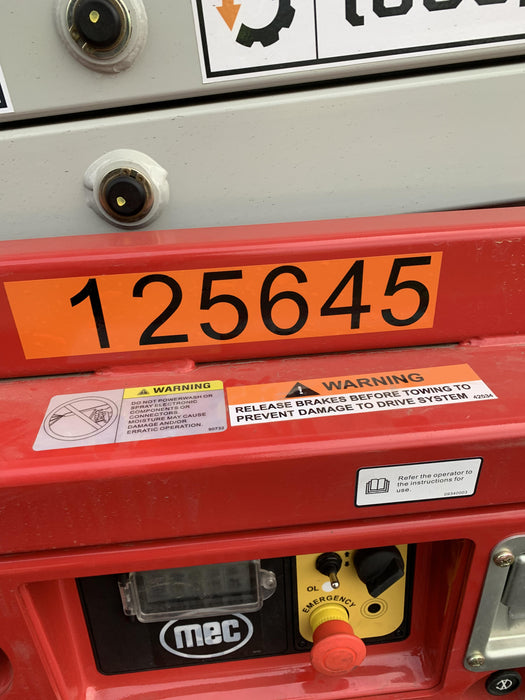 125645
WARNING
DO NOT POWERWASH OR
SPRAY ELECTRONIC
COMPONENTS OR
CONNECTORS.
MOISTURE MAY CAUSE
DAMAGE AND/OR
ERRATIC OPERATION.
90732
WARNING
RELEASE BRAKES BEFORE TOWING TO
PREVENT DAMAGE TO DRIVE SYSTEM
42534
Refer the operator to
the instructions for
use.
OL
EMERGENCY
mec